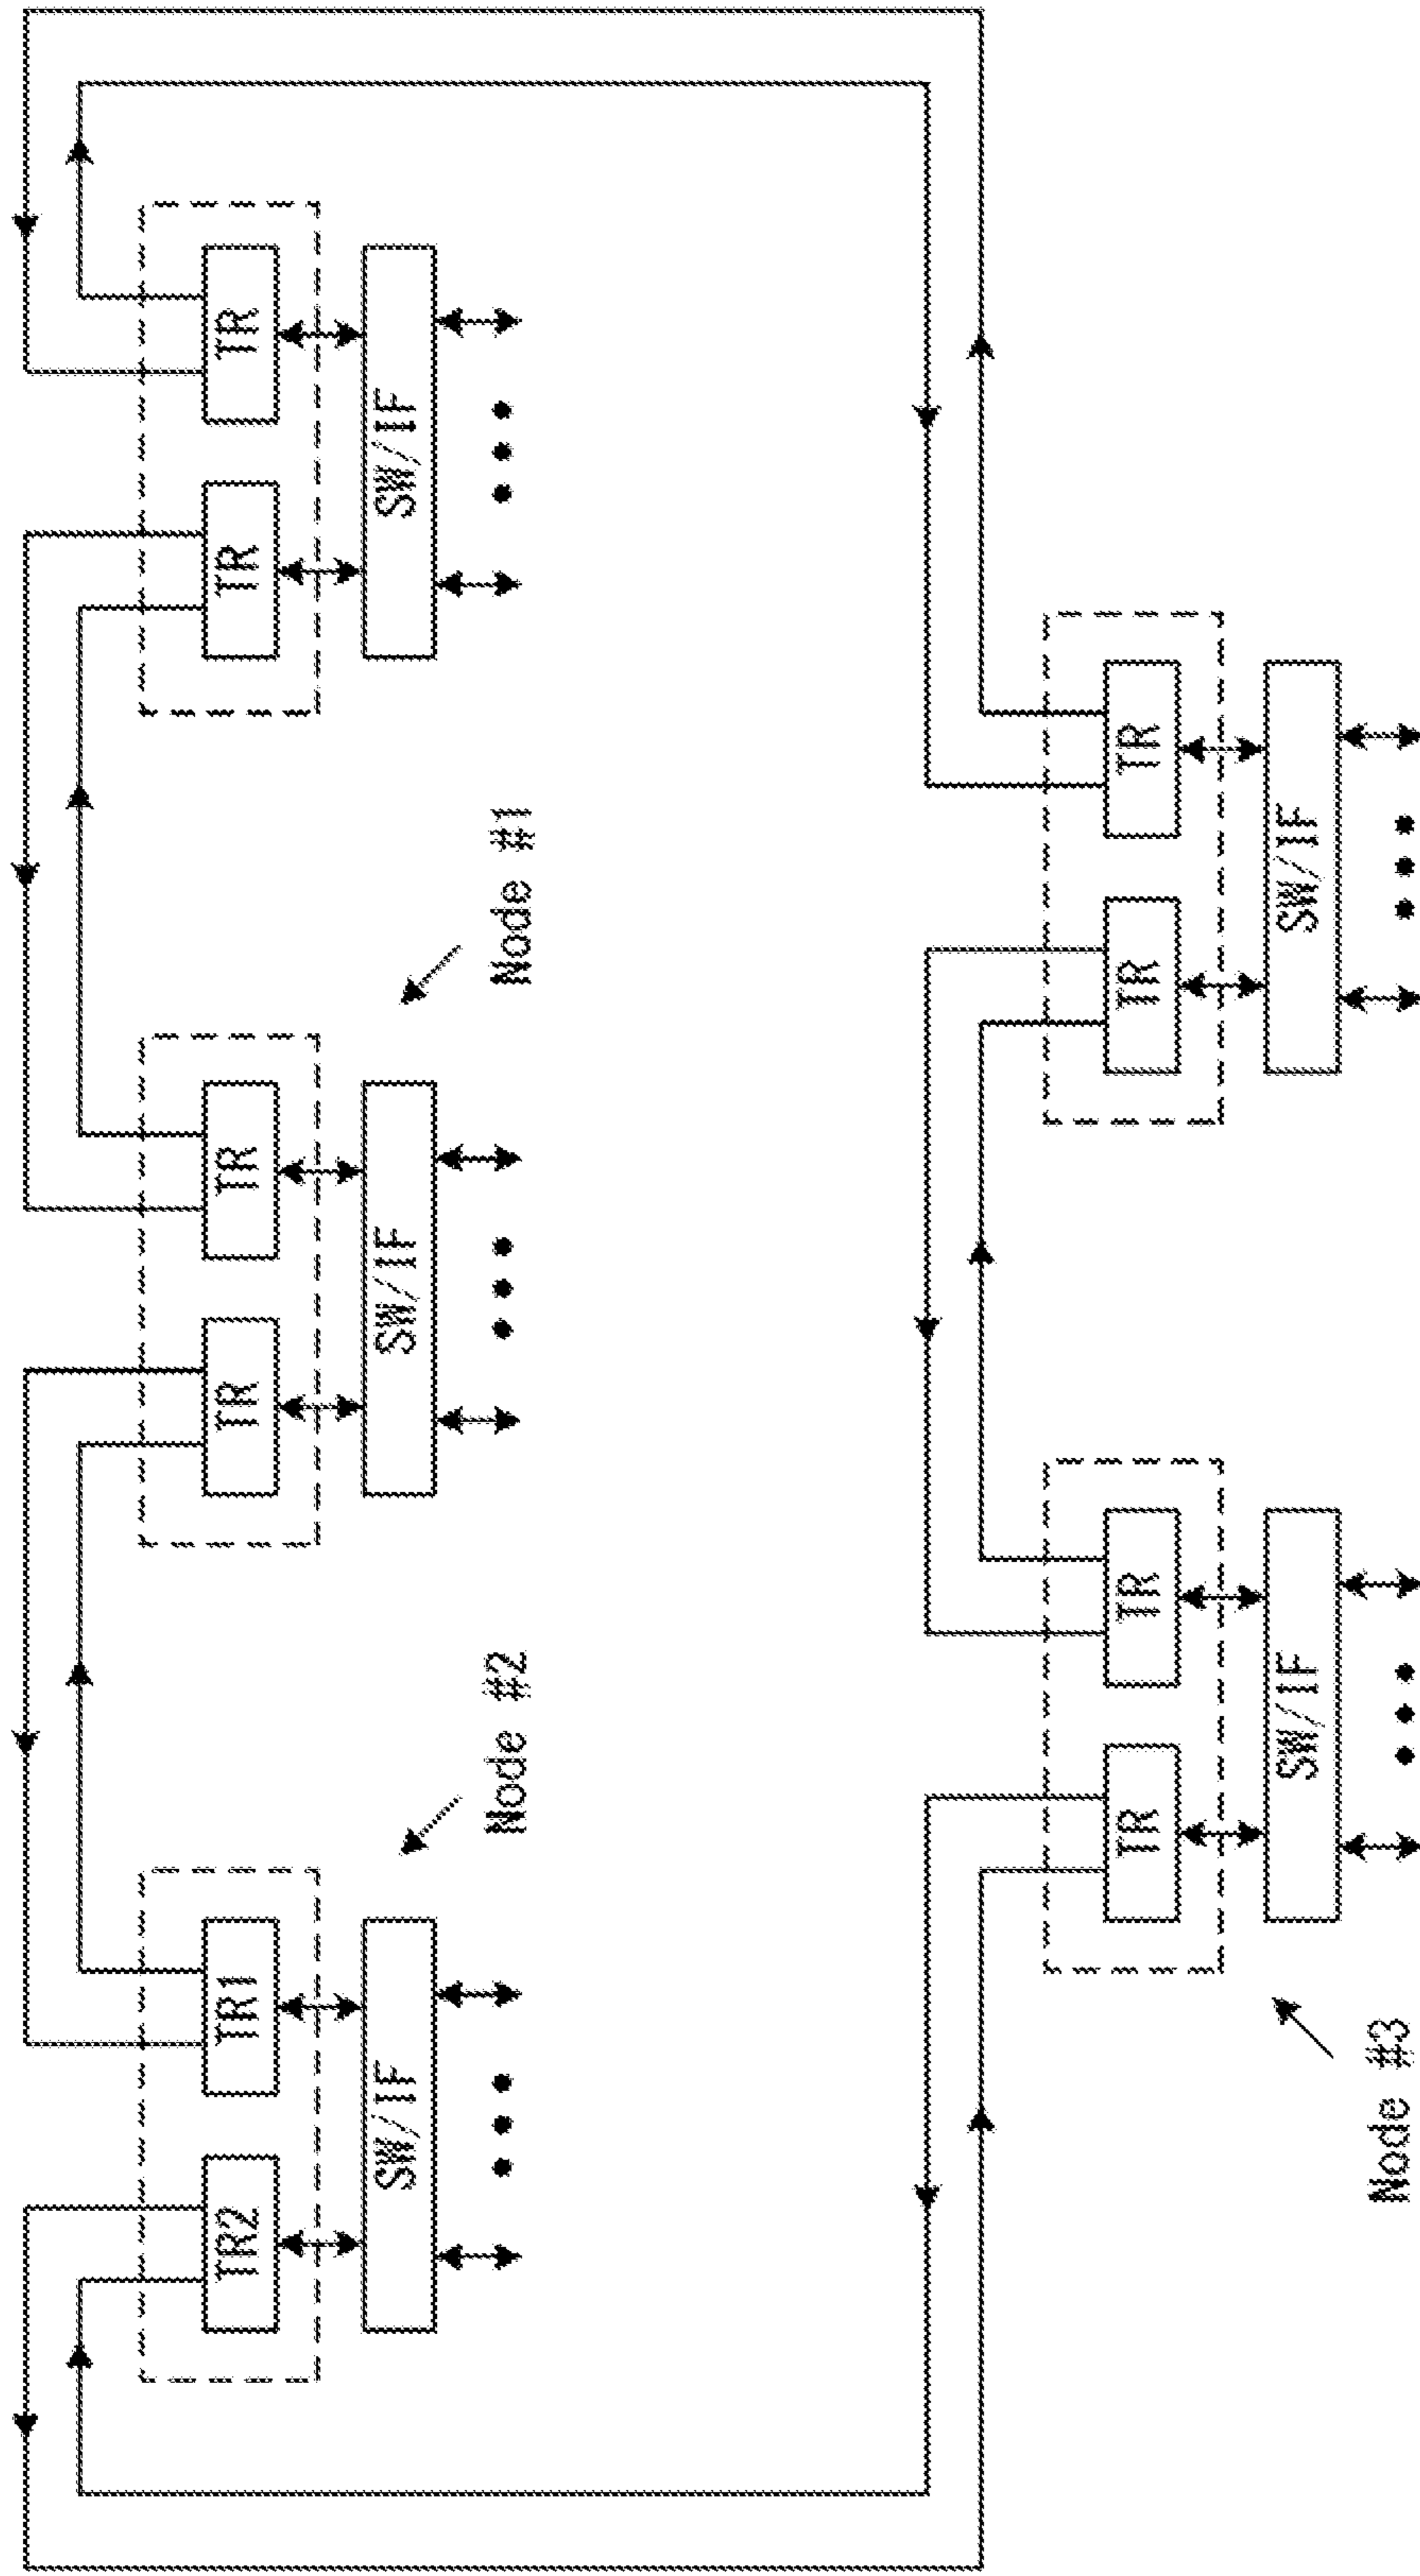 TR2
TR1
TR
TR
TR
TR
SW/IF
SW/IF
SW/IF
Node #2
Node #1
TR
TR
TR
TR
SW/IF
SW/IF
Node #3